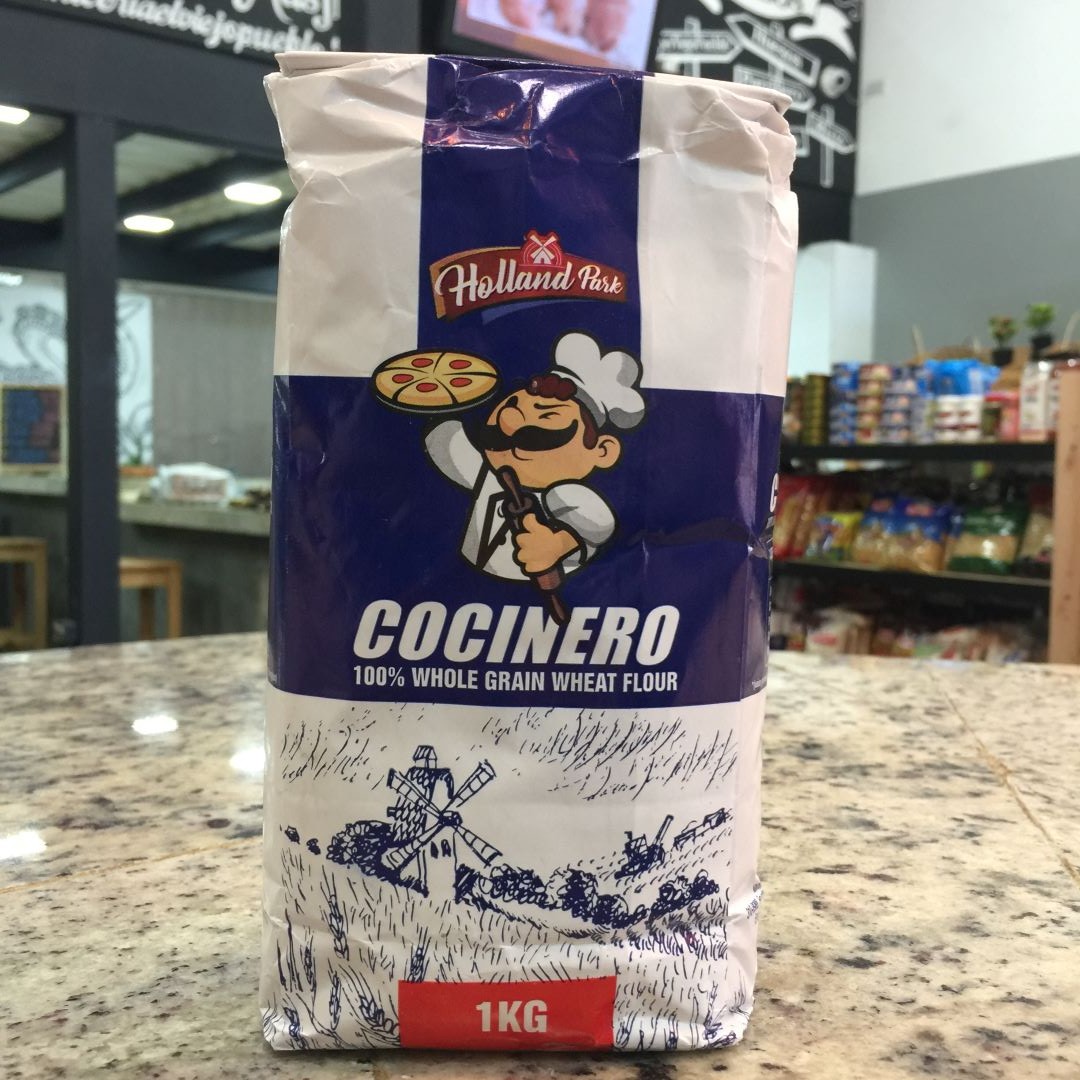 Holland Park
COCINERO
100% WHOLE GRAIN WHEAT FLOUR
1KG